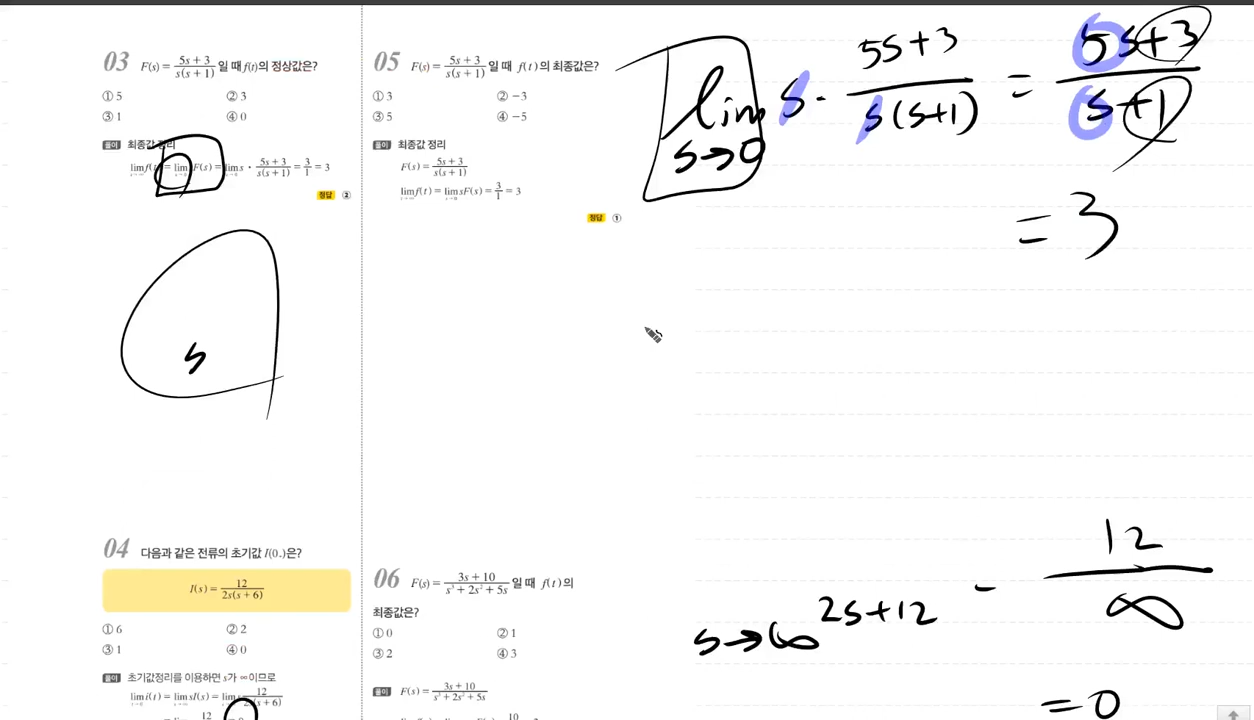 03 F(s) = 5s+3 / s(s+1) 일 때 f(t)의 정상값은?
① 5 ② 3
③ 1 ④ 0
풀이 최종값 정리
= lim s · 5s+3 / s(s+1) = 3/1 = 3
정답 ②
s
04 다음과 같은 전류의 초기값 I(0₊)은?
I(s) = 12 / 2s(s+6)
① 6 ② 2
③ 1 ④ 0
풀이 초기값정리를 이용하면 s가 ∞이므로
lim i(t) = lim sI(s) = lim s 12 / 2s(s+6)
05 F(s) = 5s+3 / s(s+1) 일 때 f(t)의 최종값은?
① 3 ② −3
③ 5 ④ −5
풀이 최종값 정리
F(s) = 5s+3 / s(s+1)
lim f(t) = lim sF(s) = 3/1 = 3
정답 ①
06 F(s) = 3s+10 / s³+2s²+5s 일 때 f(t)의
최종값은?
① 0 ② 1
③ 2 ④ 3
풀이 F(s) = 3s+10 / s³+2s²+5s
lim s→0 s · 5s+3 / s(s+1) = 5s+3 / s+1
= 3
s→∞ 2s+12 = 12 / ∞
= 0